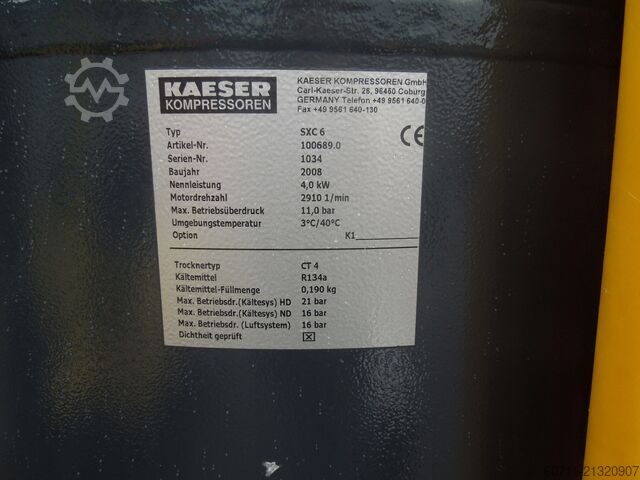 KAESER
KOMPRESSOREN
KAESER KOMPRESSOREN GmbH
Carl-Kaeser-Str. 26, 96450 Coburg
GERMANY Telefon +49 9561 640-0
Fax +49 9561 640-130
CE
Typ SXC 6
Artikel-Nr. 100689.0
Serien-Nr. 1034
Baujahr 2008
Nennleistung 4,0 kW
Motordrehzahl 2910 1/min
Max. Betriebsüberdruck 11,0 bar
Umgebungstemperatur 3°C/40°C
Option K1
Trocknertyp CT 4
Kältemittel R134a
Kältemittel-Füllmenge 0,190 kg
Max. Betriebsdr.(Kältesys) HD 21 bar
Max. Betriebsdr.(Kältesys) ND 16 bar
Max. Betriebsdr. (Luftsystem) 16 bar
Dichtheit geprüft ☒